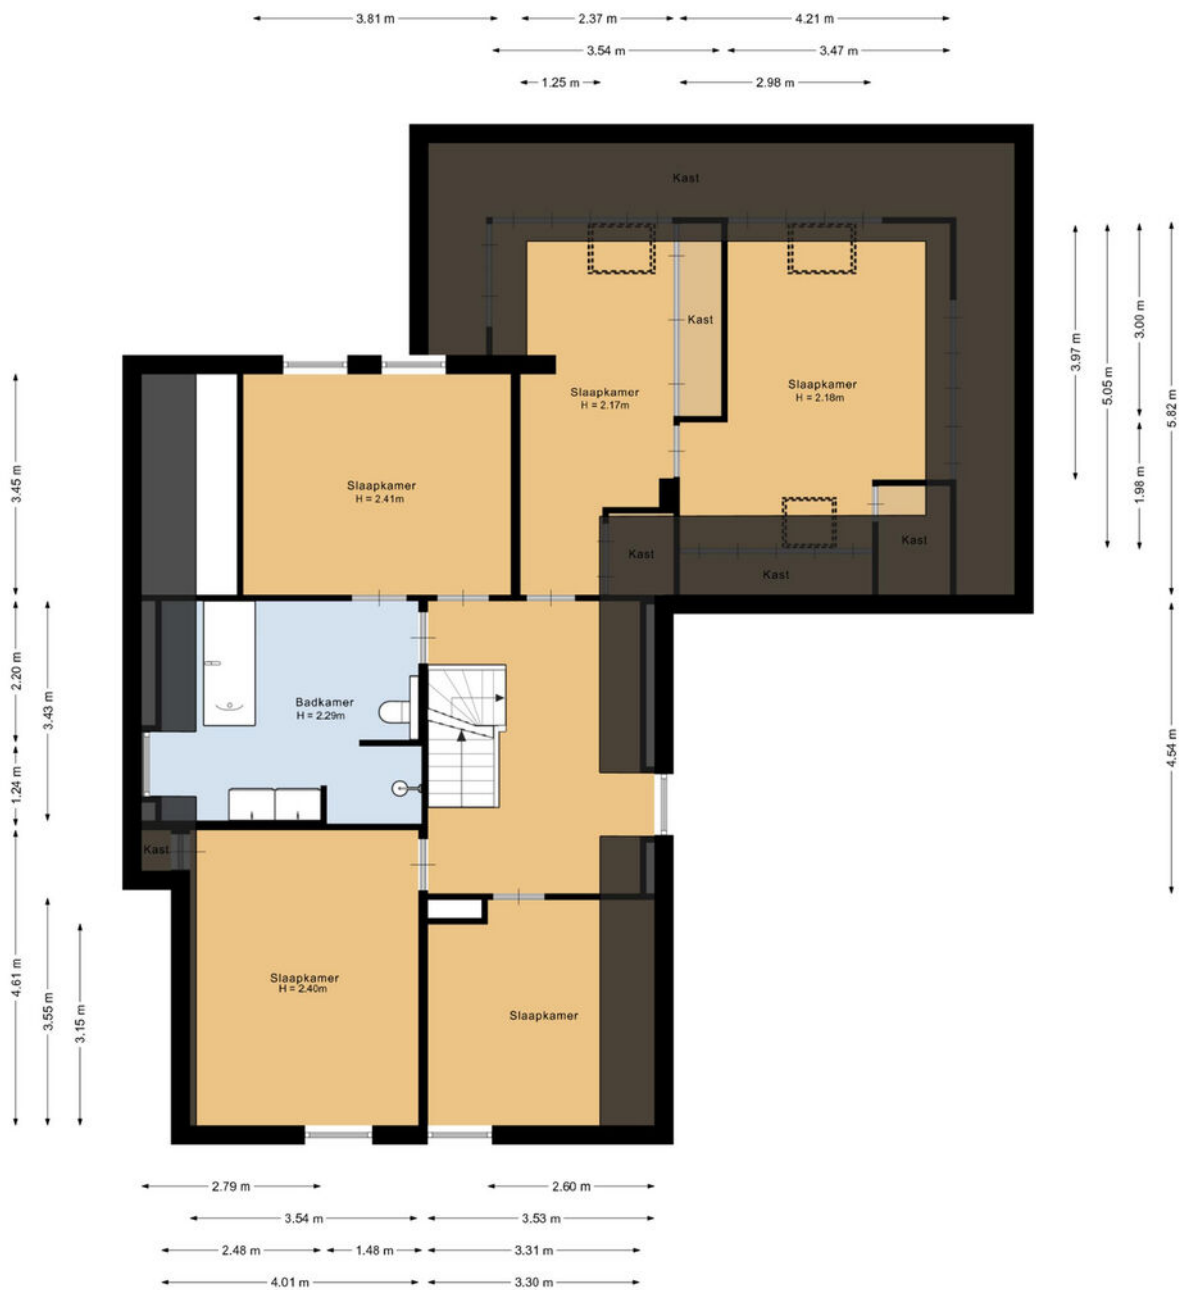 3.81 m
2.37 m
4.21 m
3.54 m
3.47 m
1.25 m
2.98 m
Kast
Kast
Slaapkamer
H = 2.17m
Slaapkamer
H = 2.18m
3.97 m
5.05 m
3.00 m
1.98 m
5.82 m
3.45 m
Slaapkamer
H = 2.41m
Kast
Kast
Kast
2.20 m
1.24 m
3.43 m
Badkamer
H = 2.29m
4.54 m
Kast
4.61 m
3.55 m
3.15 m
Slaapkamer
H = 2.40m
Slaapkamer
2.79 m
2.60 m
3.54 m
3.53 m
2.48 m
1.48 m
3.31 m
4.01 m
3.30 m